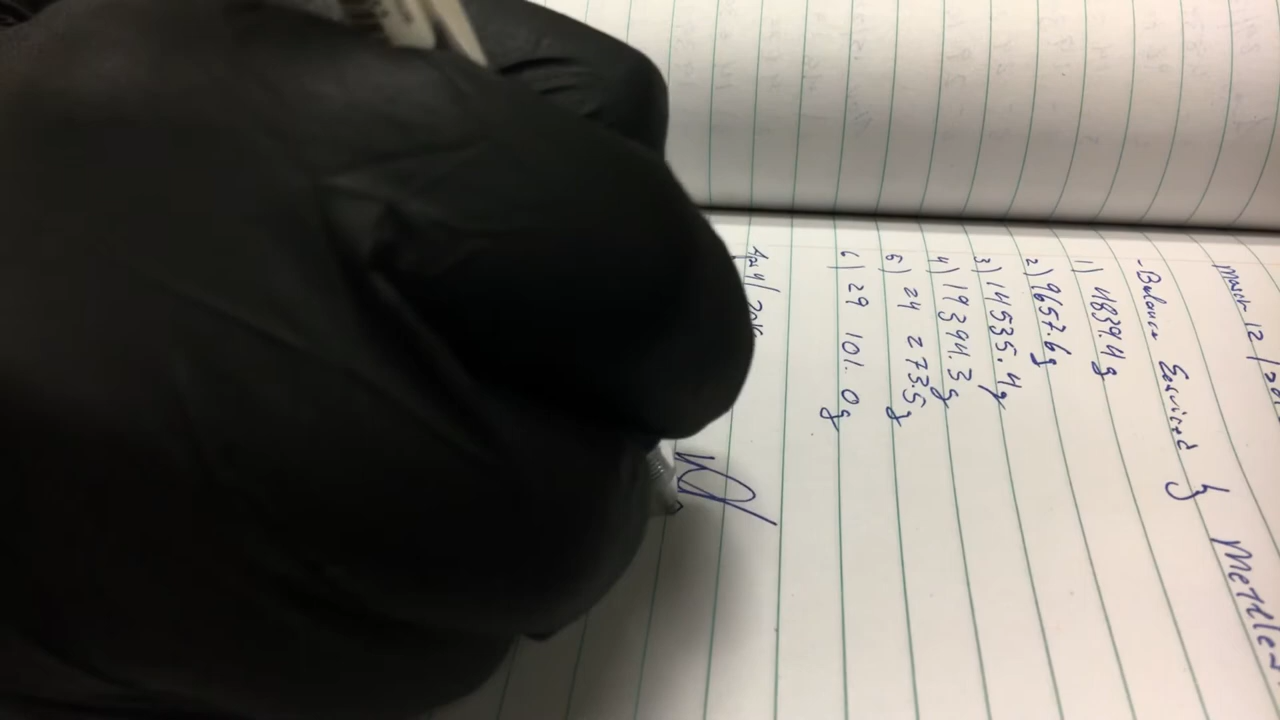 March 12 / 201
- Balance Serviced } Mettler
1) 4839.4g
2) 9657.6g
3) 14535.4g
4) 19394.3g
5) 24 273.5g
6) 29 101.0g